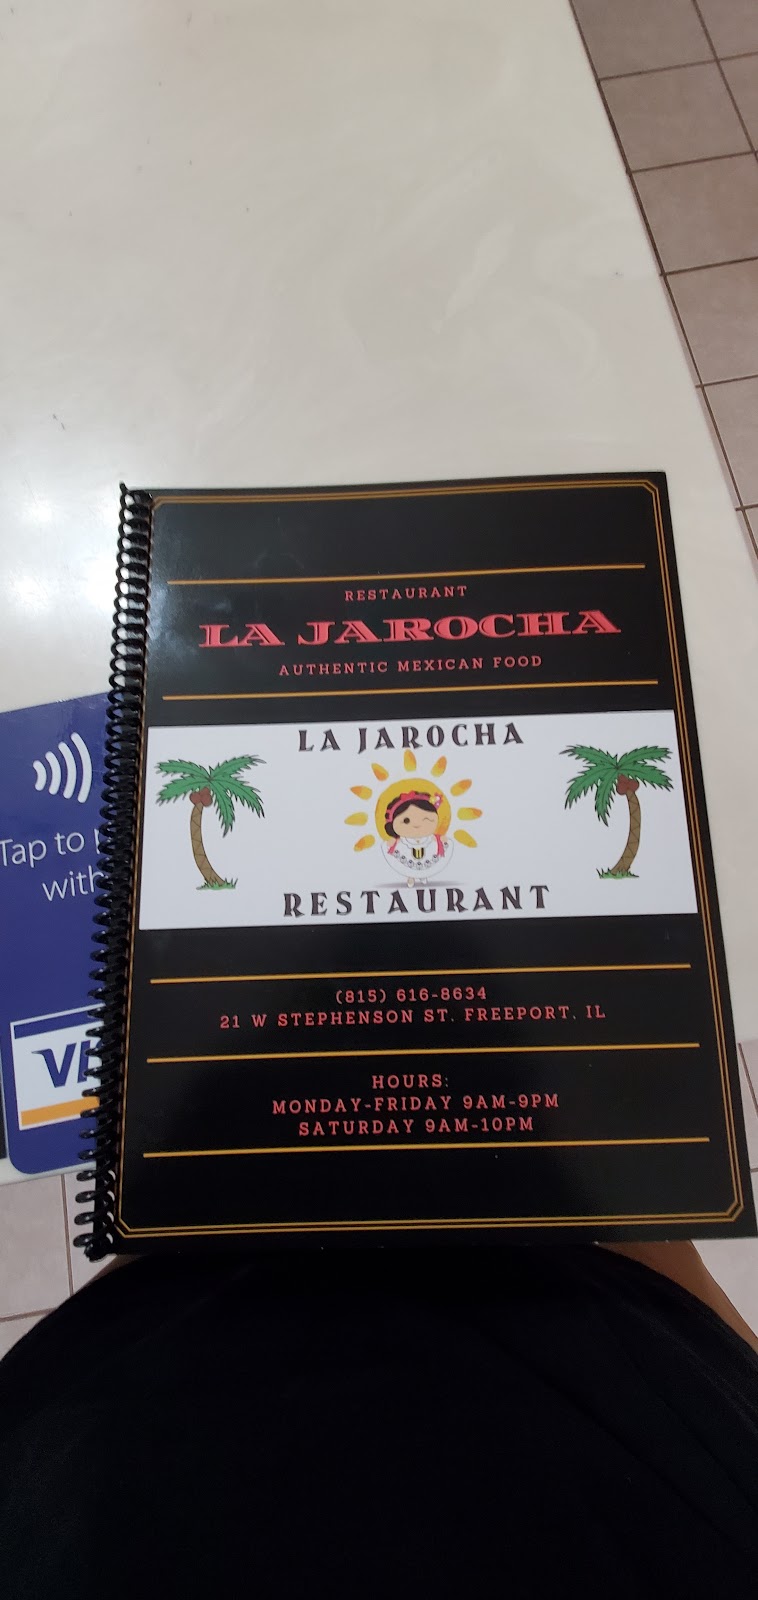 RESTAURANT
LA JAROCHA
AUTHENTIC MEXICAN FOOD
LA JAROCHA
RESTAURANT
(815) 616-8634
21 W STEPHENSON ST. FREEPORT, IL
HOURS:
MONDAY-FRIDAY 9AM-9PM
SATURDAY 9AM-10PM
Tap to
with